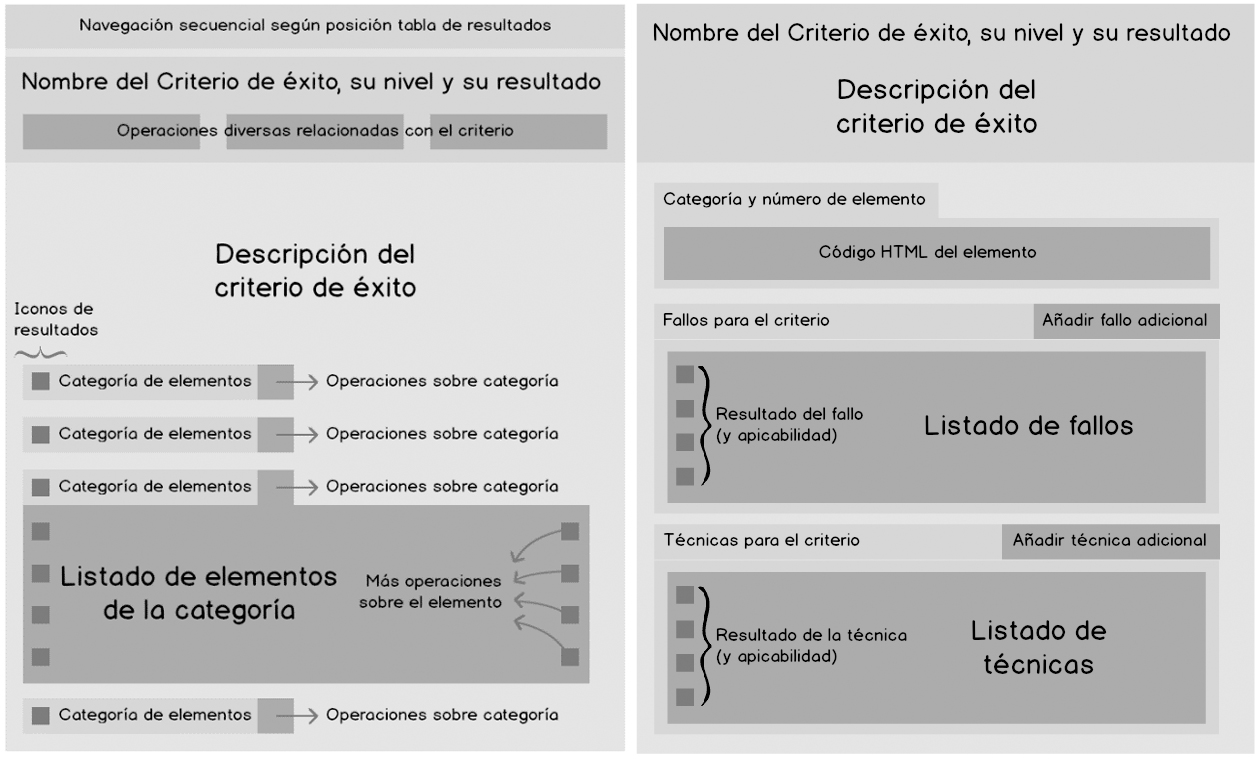 Navegación secuencial según posición tabla de resultados
Nombre del Criterio de éxito, su nivel y su resultado
Operaciones diversas relacionadas con el criterio
Descripción del
criterio de éxito
Iconos de
resultados
Categoría de elementos
Operaciones sobre categoría
Categoría de elementos
Operaciones sobre categoría
Categoría de elementos
Operaciones sobre categoría
Listado de elementos
de la categoría
Más operaciones
sobre el elemento
Categoría de elementos
Operaciones sobre categoría
Nombre del Criterio de éxito, su nivel y su resultado
Descripción del
criterio de éxito
Categoría y número de elemento
Código HTML del elemento
Fallos para el criterio
Añadir fallo adicional
Resultado del fallo
(y apicabilidad)
Listado de fallos
Técnicas para el criterio
Añadir técnica adicional
Resultado de la técnica
(y apicabilidad)
Listado de
técnicas